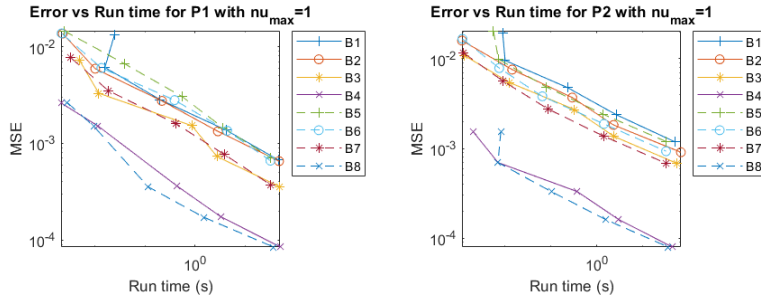 Error vs Run time for P1 with nu_max=1
10^-2
10^-3
10^-4
MSE
10^0
Run time (s)
B1
B2
B3
B4
B5
B6
B7
B8
Error vs Run time for P2 with nu_max=1
10^-2
10^-3
10^-4
MSE
10^0
Run time (s)
B1
B2
B3
B4
B5
B6
B7
B8